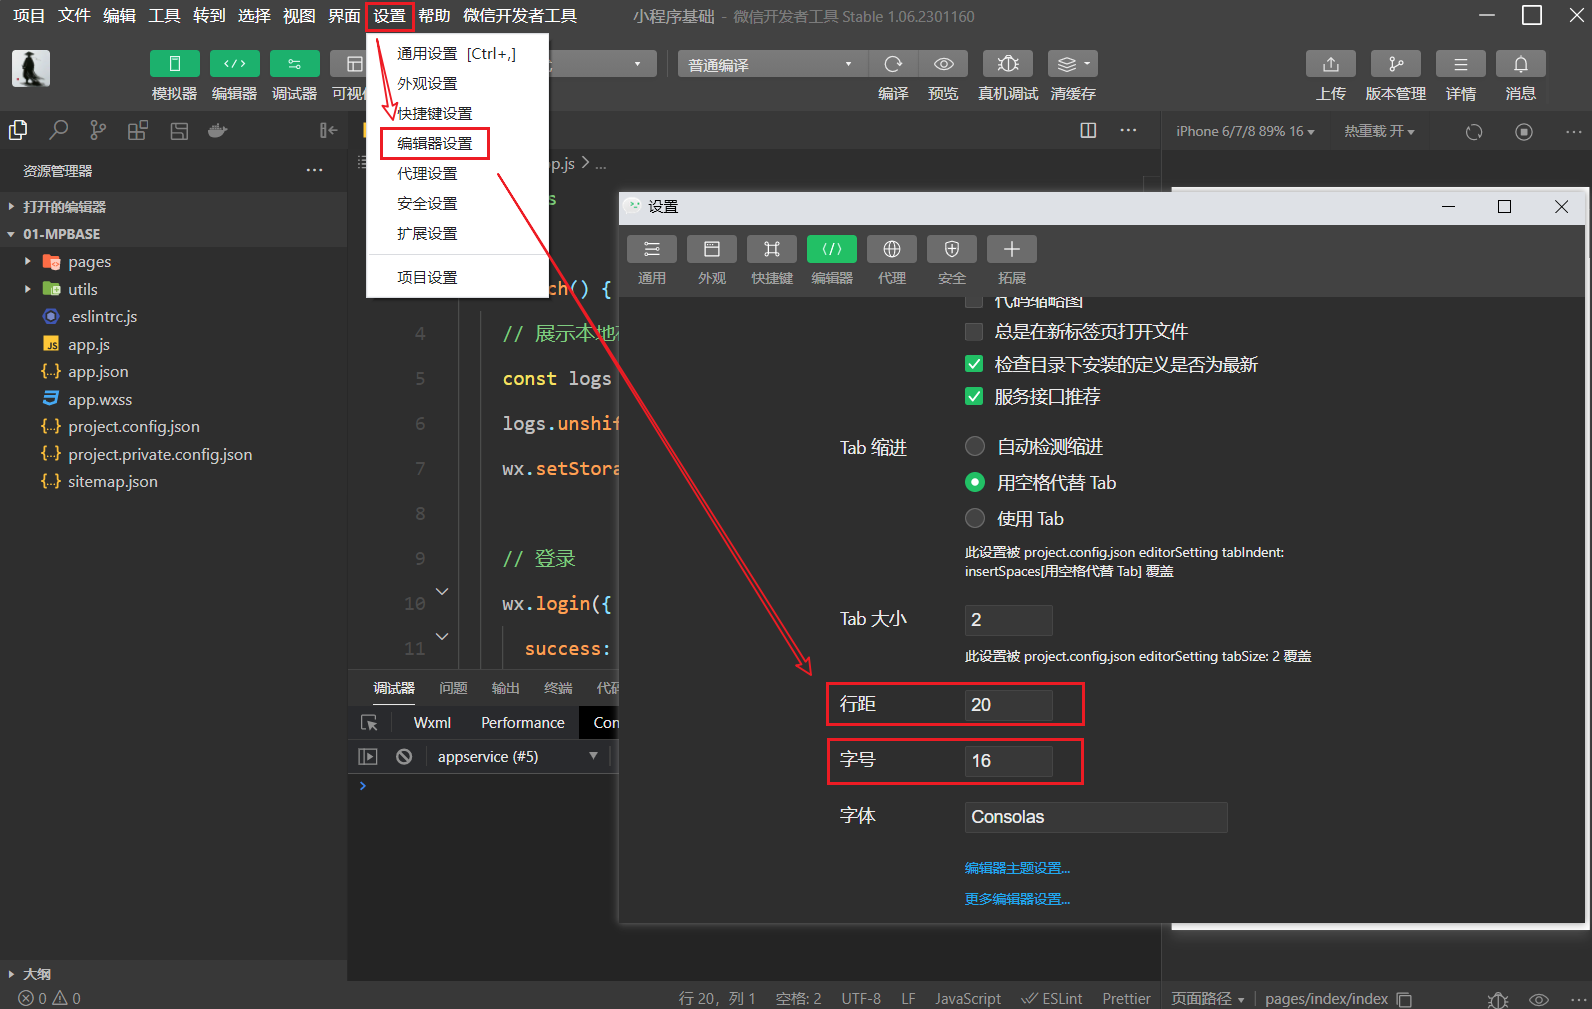 项目 文件 编辑 工具 转到 选择 视图 界面 设置 帮助 微信开发者工具
小程序基础 - 微信开发者工具 Stable 1.06.2301160
模拟器 编辑器 调试器
普通编译
编译 预览 真机调试 清缓存
上传 版本管理 详情 消息
通用设置 [Ctrl+,]
外观设置
快捷键设置
编辑器设置
代理设置
安全设置
扩展设置
项目设置
资源管理器
打开的编辑器
01-MPBASE
pages
utils
.eslintrc.js
app.js
app.json
app.wxss
project.config.json
project.private.config.json
sitemap.json
大纲
0 0
p.js > ...
ch() {
4 // 展示本地
5 const logs
6 logs.unshif
7 wx.setStora
8
9 // 登录
10 wx.login({
11 success:
调试器 问题 输出 终端 代码
Wxml Performance Con
appservice (#5)
iPhone 6/7/8 89% 16
热重载 开
设置
通用 外观 快捷键 编辑器 代理 安全 拓展
代码缩略图
总是在新标签页打开文件
检查目录下安装的定义是否为最新
服务接口推荐
Tab 缩进
自动检测缩进
用空格代替 Tab
使用 Tab
此设置被 project.config.json editorSetting tabIndent:
insertSpaces[用空格代替 Tab] 覆盖
Tab 大小 2
此设置被 project.config.json editorSetting tabSize: 2 覆盖
行距 20
字号 16
字体 Consolas
编辑器主题设置...
更多编辑器设置...
行 20，列 1 空格: 2 UTF-8 LF JavaScript ESLint Prettier
页面路径 pages/index/index